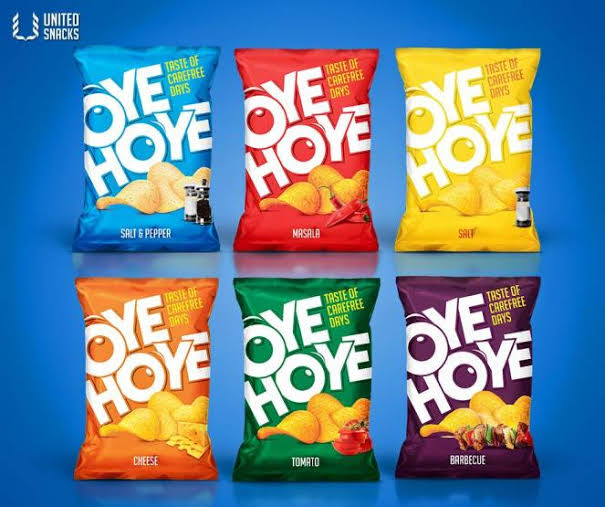 UNITED
SNACKS
OYE
HOYE
TASTE OF
CAREFREE
DAYS
SALT & PEPPER
OYE
HOYE
TASTE OF
CAREFREE
DAYS
MASALA
OYE
HOYE
TASTE OF
CAREFREE
DAYS
SALT
OYE
HOYE
TASTE OF
CAREFREE
DAYS
CHEESE
OYE
HOYE
TASTE OF
CAREFREE
DAYS
TOMATO
OYE
HOYE
TASTE OF
CAREFREE
DAYS
BARBECUE